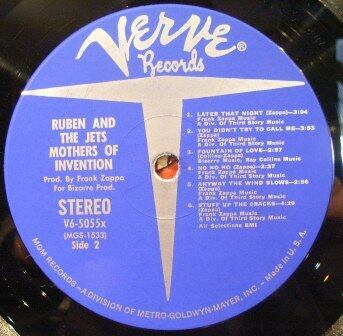 Verve®
Records
RUBEN AND
THE JETS
MOTHERS OF
INVENTION
Prod. By Frank Zappa
For Bizarro Prod.
STEREO
V6-5055x
(MGS-1533)
Side 2
1. LATER THAT NIGHT (Zappa)—3:04
Frank Zappa Music
A Div. Of Third Story Music
2. YOU DIDN'T TRY TO CALL ME—3:53
(Zappa)
Frank Zappa Music
A Div. Of Third Story Music
3. FOUNTAIN OF LOVE—2:57
(Collins-Zappa)
Bizarre Music, Ray Collins Music
4. NO NO NO (Zappa)—2:27
Frank Zappa Music
A Div. Of Third Story Music
5. ANYWAY THE WIND BLOWS—2:56
(Zappa)
Frank Zappa Music
A Div. Of Third Story Music
6. STUFF UP THE CRACKS—4:29
(Zappa)
Frank Zappa Music
A Div. Of Third Story Music
All Selections BMI
MGM RECORDS—A DIVISION OF METRO-GOLDWYN-MAYER, INC.—Made in U.S.A.